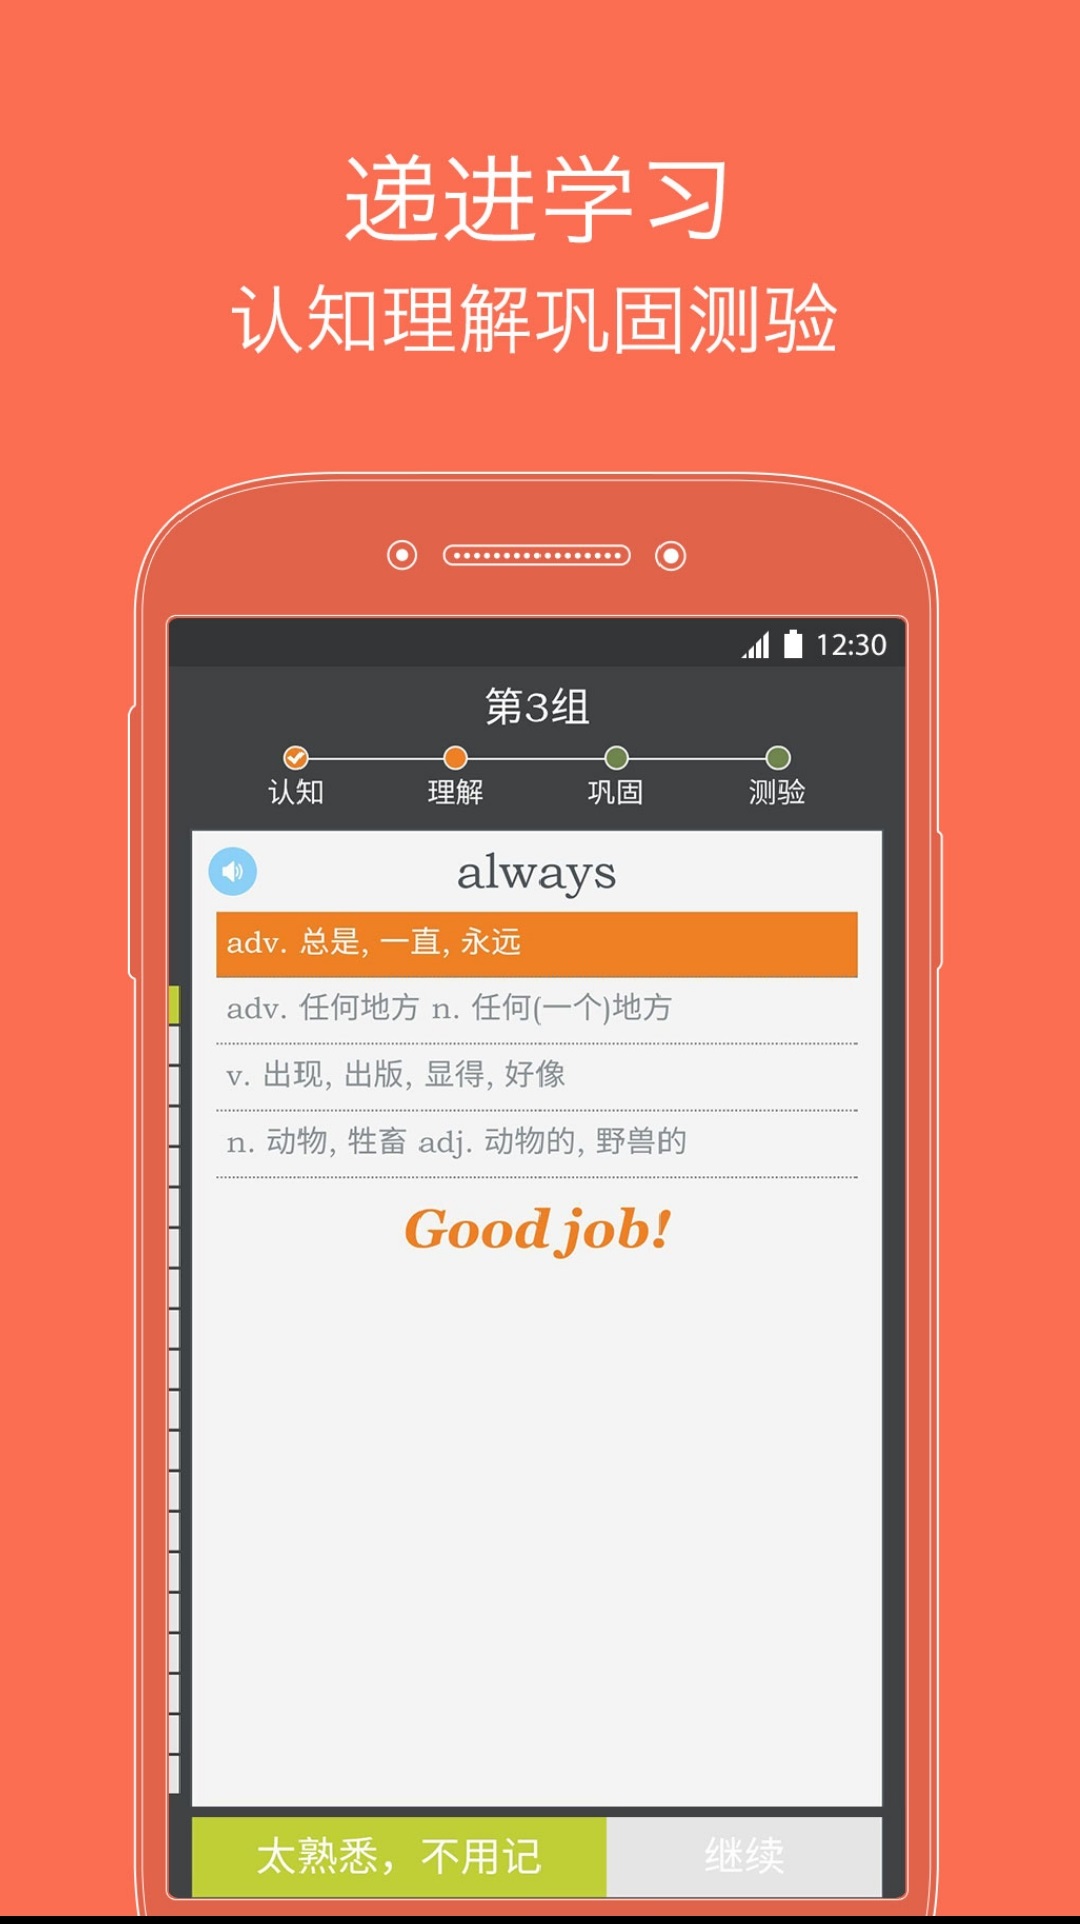 递进学习
认知理解巩固测验
12:30
第3组
认知 理解 巩固 测验
always
adv. 总是, 一直, 永远
adv. 任何地方 n. 任何(一个)地方
v. 出现, 出版, 显得, 好像
n. 动物, 牲畜 adj. 动物的, 野兽的
Good job!
太熟悉，不用记 继续